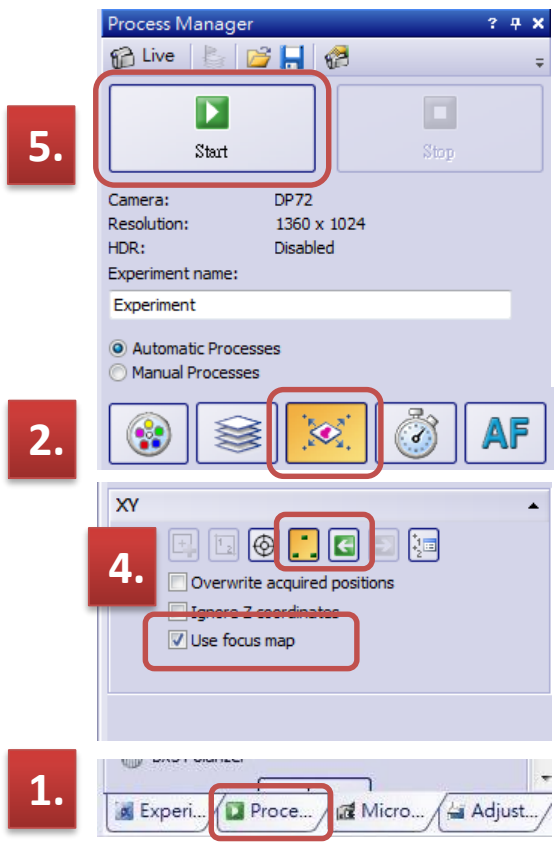 Process Manager ?
Live
5.
Start Stop
Camera: DP72
Resolution: 1360 x 1024
HDR: Disabled
Experiment name:
Experiment
Automatic Processes
Manual Processes
2.
AF
XY
4.
Overwrite acquired positions
Ignore Z coordinates
Use focus map
1.
Experi... Proce... Micro... Adjust...